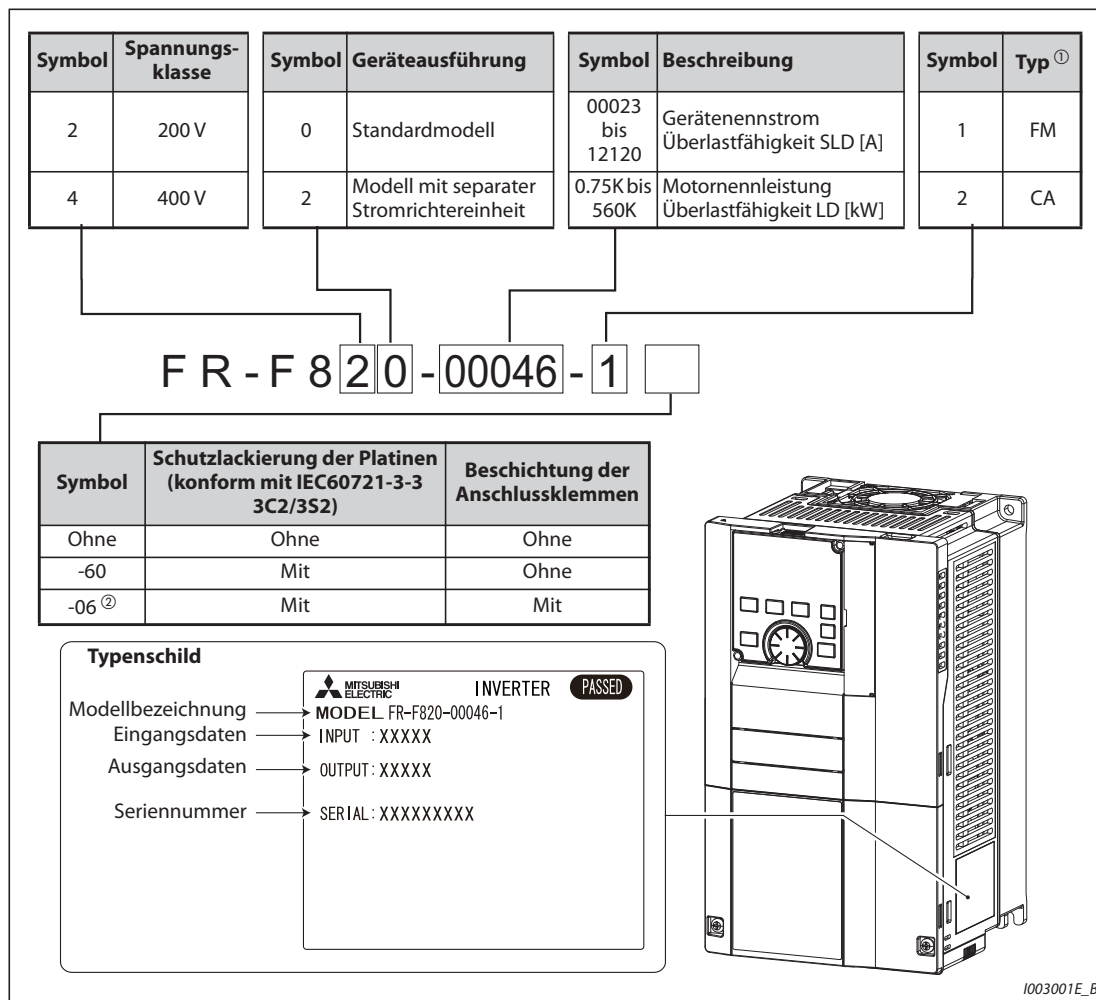 Symbol Spannungs-
klasse
2 200 V
4 400 V
Symbol Geräteausführung
0 Standardmodell
2 Modell mit separater
Stromrichtereinheit
Symbol Beschreibung
00023
bis
12120
Gerätenennstrom
Überlastfähigkeit SLD [A]
0.75K bis
560K
Motornennleistung
Überlastfähigkeit LD [kW]
Symbol Typ ①
1 FM
2 CA
FR-F820-00046-1
Symbol
Schutzlackierung der Platinen
(konform mit IEC60721-3-3
3C2/3S2)
Beschichtung der
Anschlussklemmen
Ohne Ohne Ohne
-60 Mit Ohne
-06 ② Mit Mit
Typenschild
MITSUBISHI
ELECTRIC
INVERTER PASSED
Modellbezeichnung MODEL FR-F820-00046-1
Eingangsdaten INPUT :XXXXX
Ausgangsdaten OUTPUT:XXXXX
Seriennummer SERIAL:XXXXXXXXX
I003001E_B